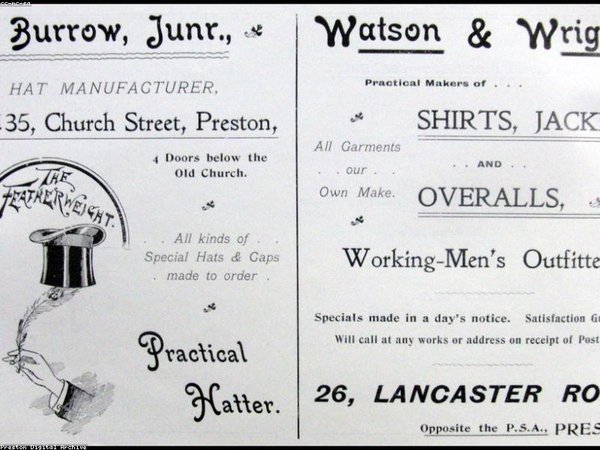 Burrow, Junr.,
HAT MANUFACTURER,
35, Church Street, Preston,
4 Doors below the
Old Church.
THE
FEATHERWEIGHT.
. . All kinds of . .
Special Hats & Caps
. made to order .
Practical
Hatter.
Watson & Wrig
Practical Makers of . . .
SHIRTS, JACK
All Garments
. . our . .
Own Make.
. . AND . .
OVERALLS,
Working-Men's Outfitte
Specials made in a day's notice. Satisfaction Gu
Will call at any works or address on receipt of Post
26, LANCASTER RO
Opposite the P.S.A., PRES
Preston Digital Archive